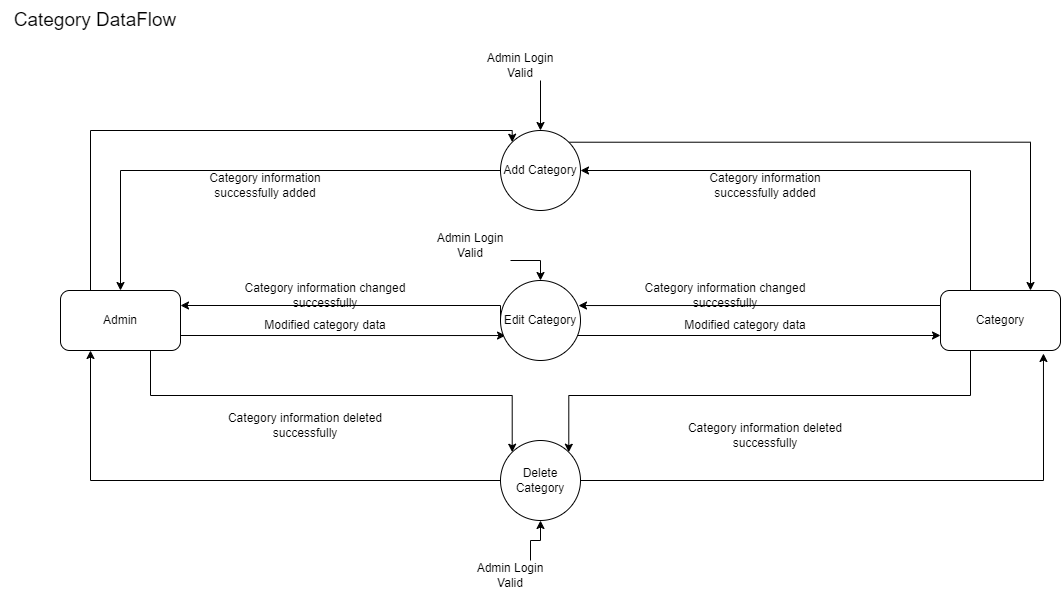 Category DataFlow
Admin Login
Valid
Add Category
Category information
successfully added
Category information
successfully added
Admin Login
Valid
Category information changed
successfully
Category information changed
successfully
Admin
Edit Category
Category
Modified category data
Modified category data
Category information deleted
successfully
Category information deleted
successfully
Delete
Category
Admin Login
Valid